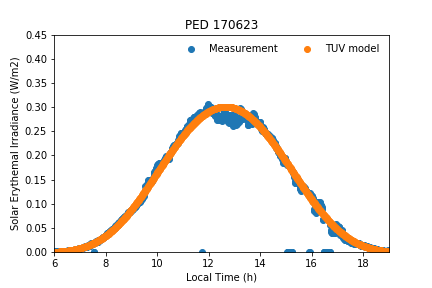 PED 170623
Solar Erythemal Irradiance (W/m2)
0.45
0.40
0.35
0.30
0.25
0.20
0.15
0.10
0.05
0.00
Measurement
TUV model
6 8 10 12 14 16 18
Local Time (h)